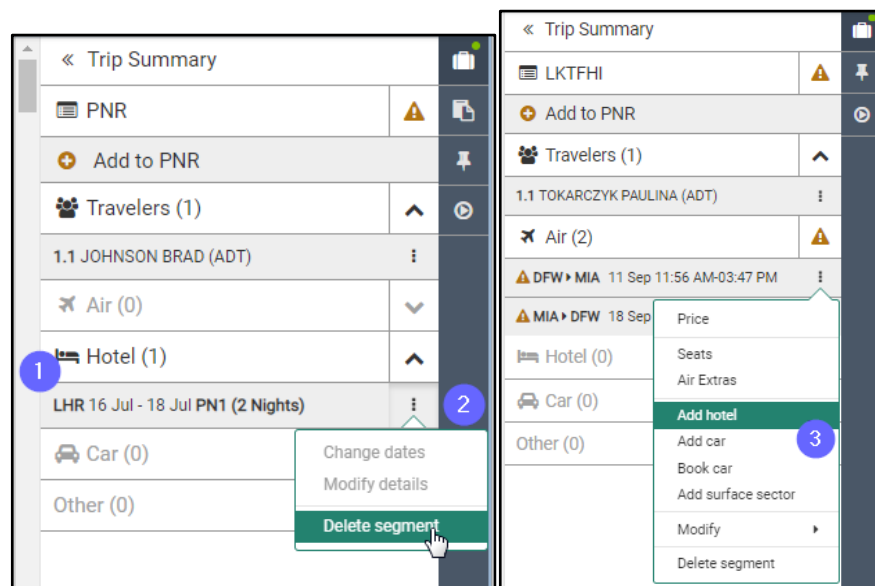 Trip Summary
PNR
Add to PNR
Travelers (1)
1.1 JOHNSON BRAD (ADT)
Air (0)
Hotel (1)
1
LHR 16 Jul - 18 Jul PN1 (2 Nights)
2
Car (0)
Change dates
Modify details
Other (0)
Delete segment
Trip Summary
LKTFHI
Add to PNR
Travelers (1)
1.1 TOKARCZYK PAULINA (ADT)
Air (2)
DFW MIA 11 Sep 11:56 AM-03:47 PM
MIA DFW 18 Sep
Price
Hotel (0)
Seats
Air Extras
Car (0)
Add hotel
3
Other (0)
Add car
Book car
Add surface sector
Modify
Delete segment